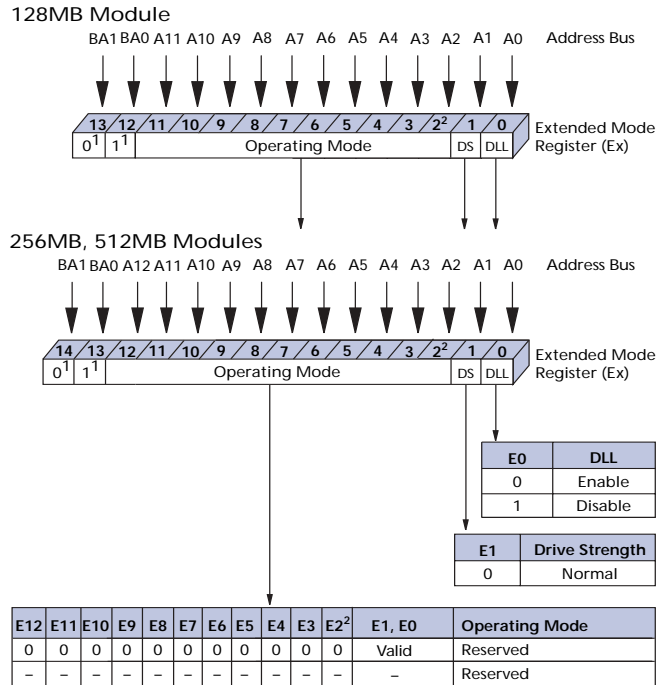 128MB Module
BA1 BA0 A11 A10 A9 A8 A7 A6 A5 A4 A3 A2 A1 A0 Address Bus
13 12 11 10 9 8 7 6 5 4 3 2² 1 0 Extended Mode
0¹ 1¹ Operating Mode DS DLL Register (Ex)
256MB, 512MB Modules
BA1 BA0 A12 A11 A10 A9 A8 A7 A6 A5 A4 A3 A2 A1 A0 Address Bus
14 13 12 11 10 9 8 7 6 5 4 3 2² 1 0 Extended Mode
0¹ 1¹ Operating Mode DS DLL Register (Ex)
E0 DLL
0 Enable
1 Disable
E1 Drive Strength
0 Normal
E12 E11 E10 E9 E8 E7 E6 E5 E4 E3 E2² E1, E0 Operating Mode
0 0 0 0 0 0 0 0 0 0 0 Valid Reserved
– – – – – – – – – – – – Reserved